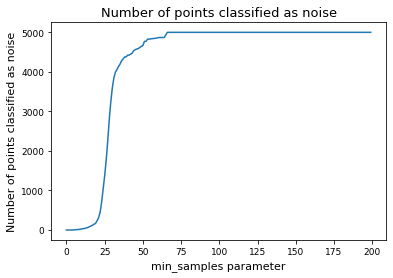 Number of points classified as noise
Number of points classified as noise
5000
4000
3000
2000
1000
0
0 25 50 75 100 125 150 175 200
min_samples parameter